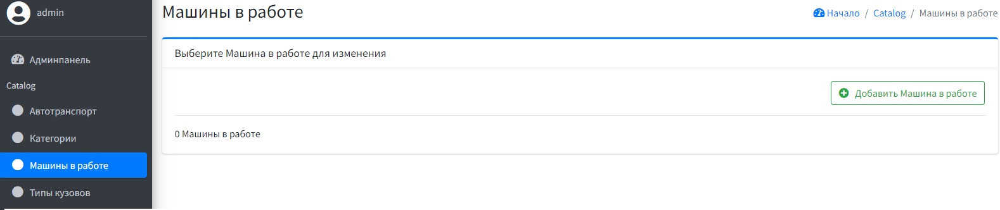 admin
Машины в работе
Начало / Catalog / Машины в работе
Выберите Машина в работе для изменения
Админпанель
Catalog
Добавить Машина в работе
Автотранспорт
Категории
0 Машины в работе
Машины в работе
Типы кузовов